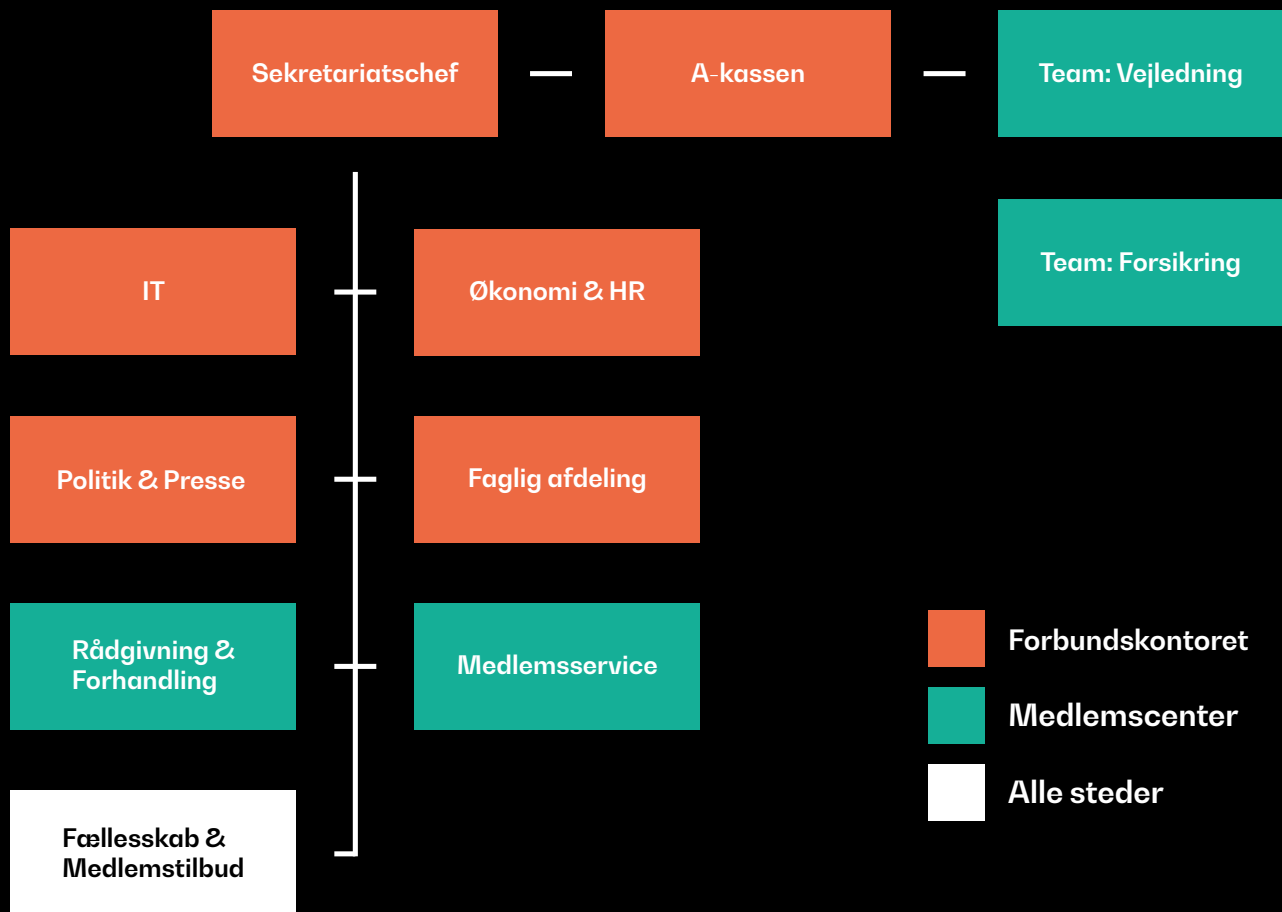 Sekretariatschef
A-kassen
Team: Vejledning
Team: Forsikring
IT
Økonomi & HR
Politik & Presse
Faglig afdeling
Rådgivning &
Forhandling
Medlemsservice
Fællesskab &
Medlemstilbud
Forbundskontoret
Medlemscenter
Alle steder